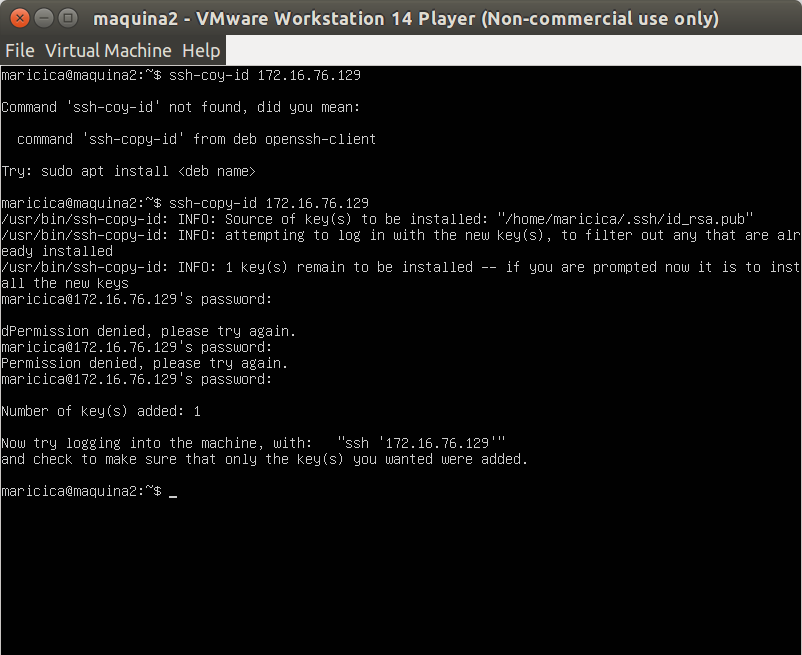 maquina2 - VMware Workstation 14 Player (Non-commercial use only)
File Virtual Machine Help
maricica@maquina2:~$ ssh-coy-id 172.16.76.129
Command 'ssh-coy-id' not found, did you mean:
command 'ssh-copy-id' from deb openssh-client
Try: sudo apt install <deb name>
maricica@maquina2:~$ ssh-copy-id 172.16.76.129
/usr/bin/ssh-copy-id: INFO: Source of key(s) to be installed: "/home/maricica/.ssh/id_rsa.pub"
/usr/bin/ssh-copy-id: INFO: attempting to log in with the new key(s), to filter out any that are alr
eady installed
/usr/bin/ssh-copy-id: INFO: 1 key(s) remain to be installed -- if you are prompted now it is to inst
all the new keys
maricica@172.16.76.129's password:
dPermission denied, please try again.
maricica@172.16.76.129's password:
Permission denied, please try again.
maricica@172.16.76.129's password:
Number of key(s) added: 1
Now try logging into the machine, with:   "ssh '172.16.76.129'"
and check to make sure that only the key(s) you wanted were added.
maricica@maquina2:~$ _